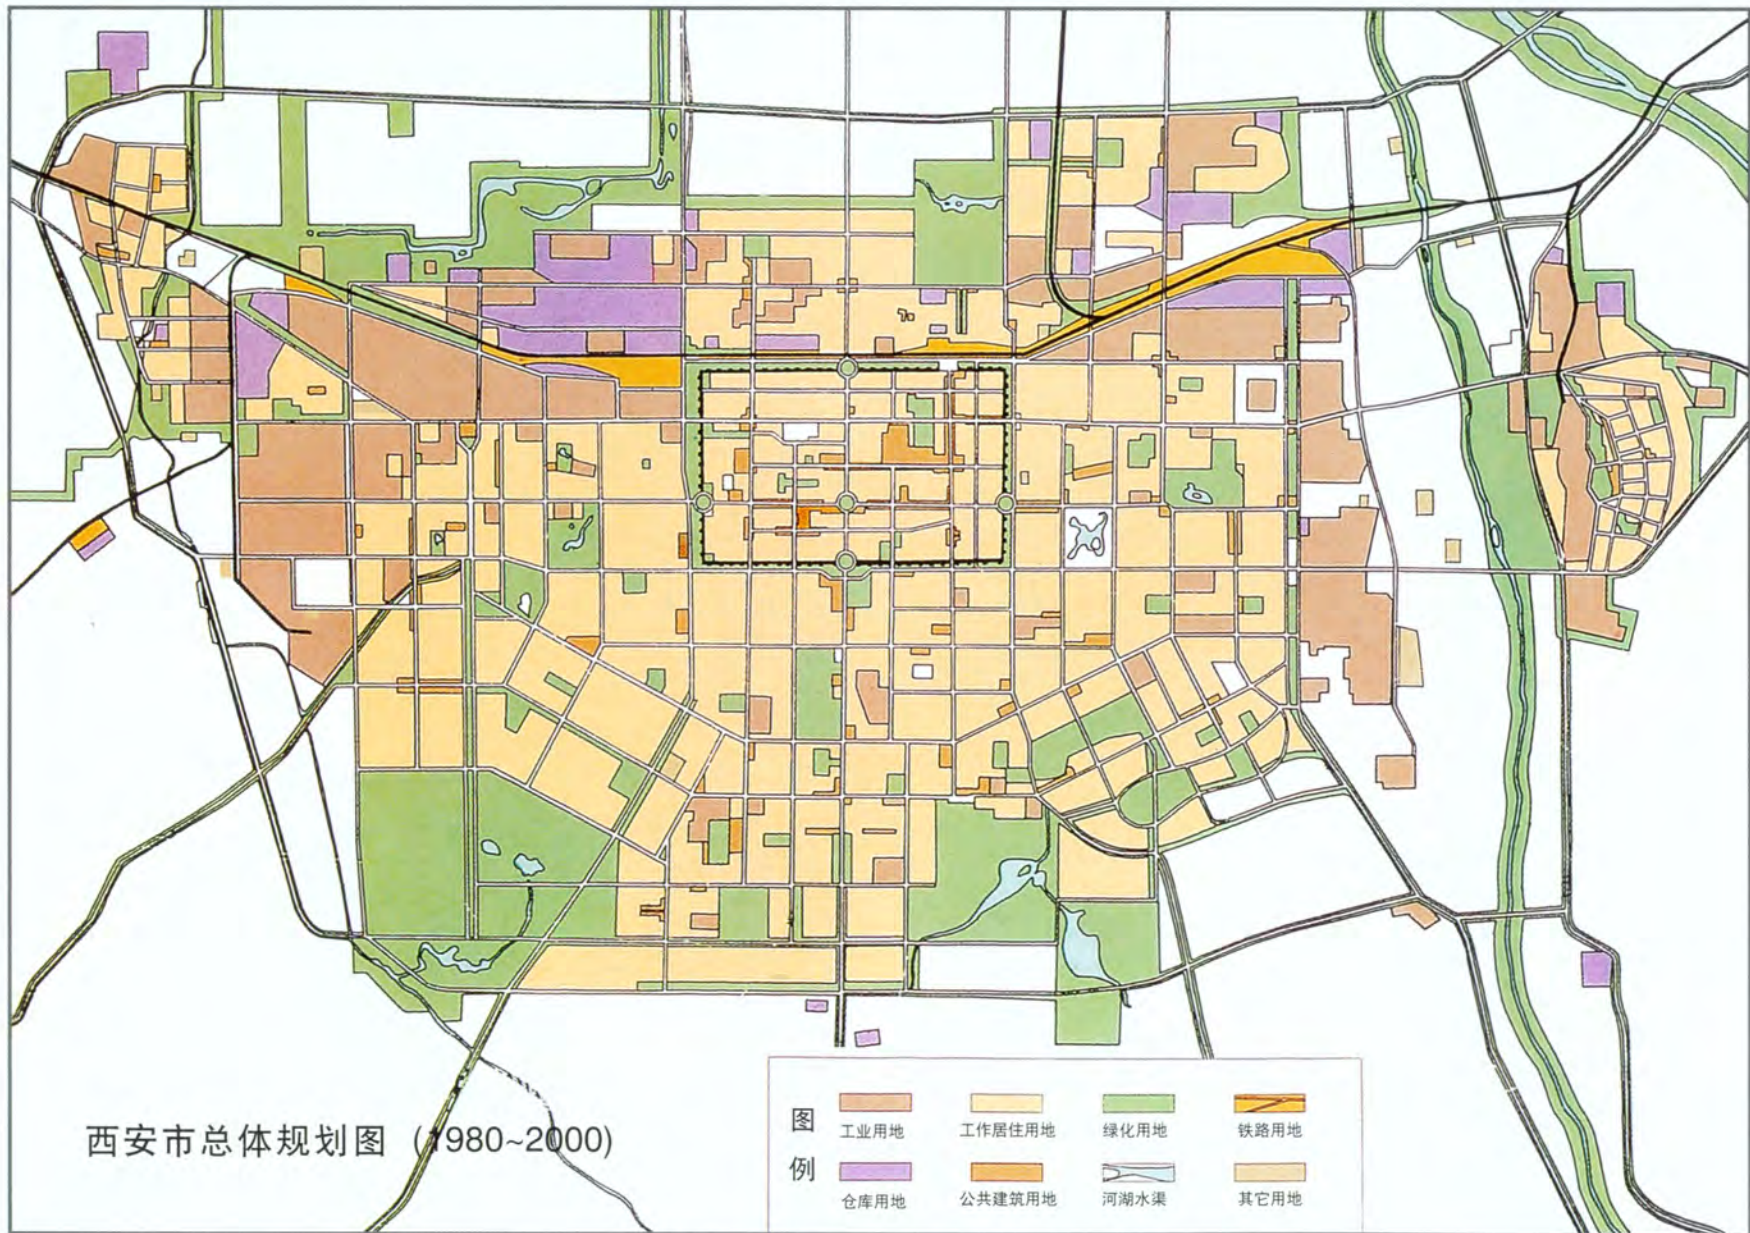 西安市总体规划图 (1980~2000)
图例
工业用地
工作居住用地
绿化用地
铁路用地
仓库用地
公共建筑用地
河湖水渠
其它用地